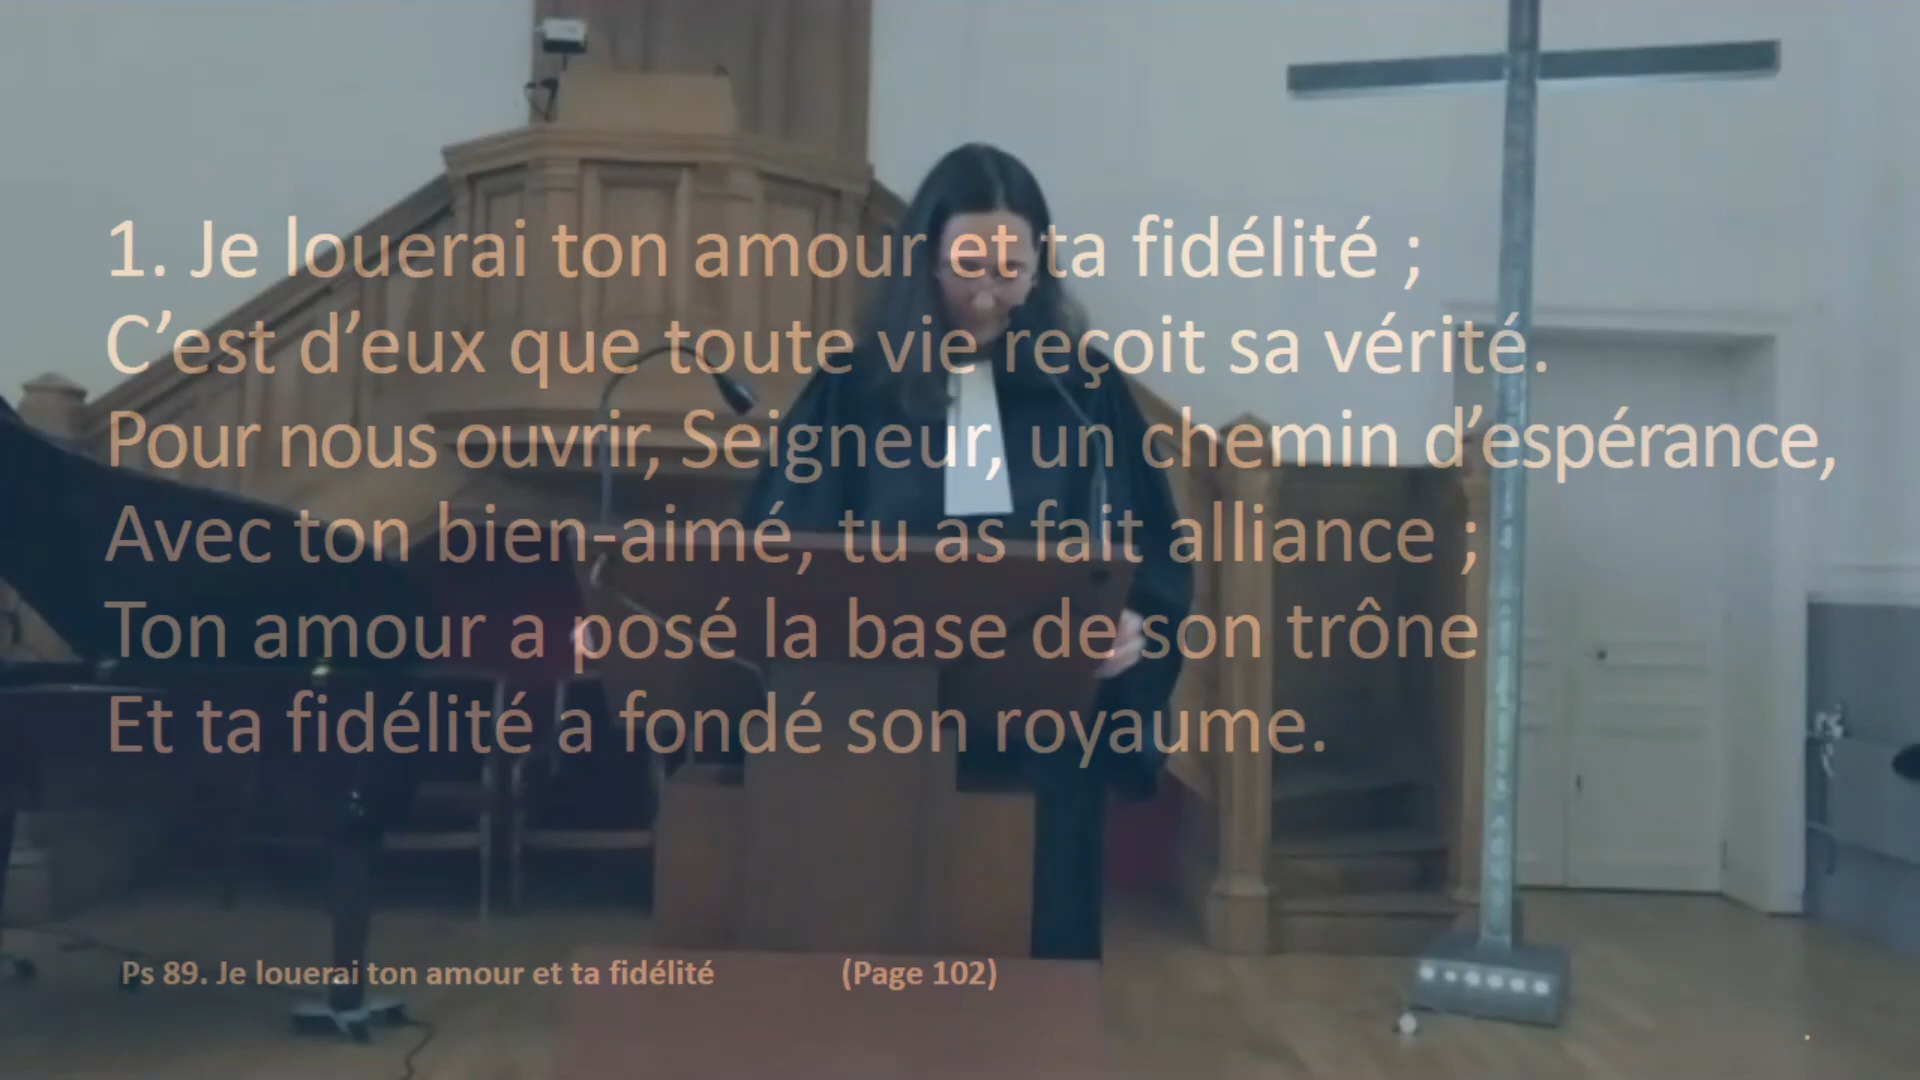 1. Je louerai ton amour et ta fidélité ;
C’est d’eux que toute vie reçoit sa vérité.
Pour nous ouvrir, Seigneur, un chemin d’espérance,
Avec ton bien-aimé, tu as fait alliance ;
Ton amour a posé la base de son trône
Et ta fidélité a fondé son royaume.
Ps 89. Je louerai ton amour et ta fidélité (Page 102)